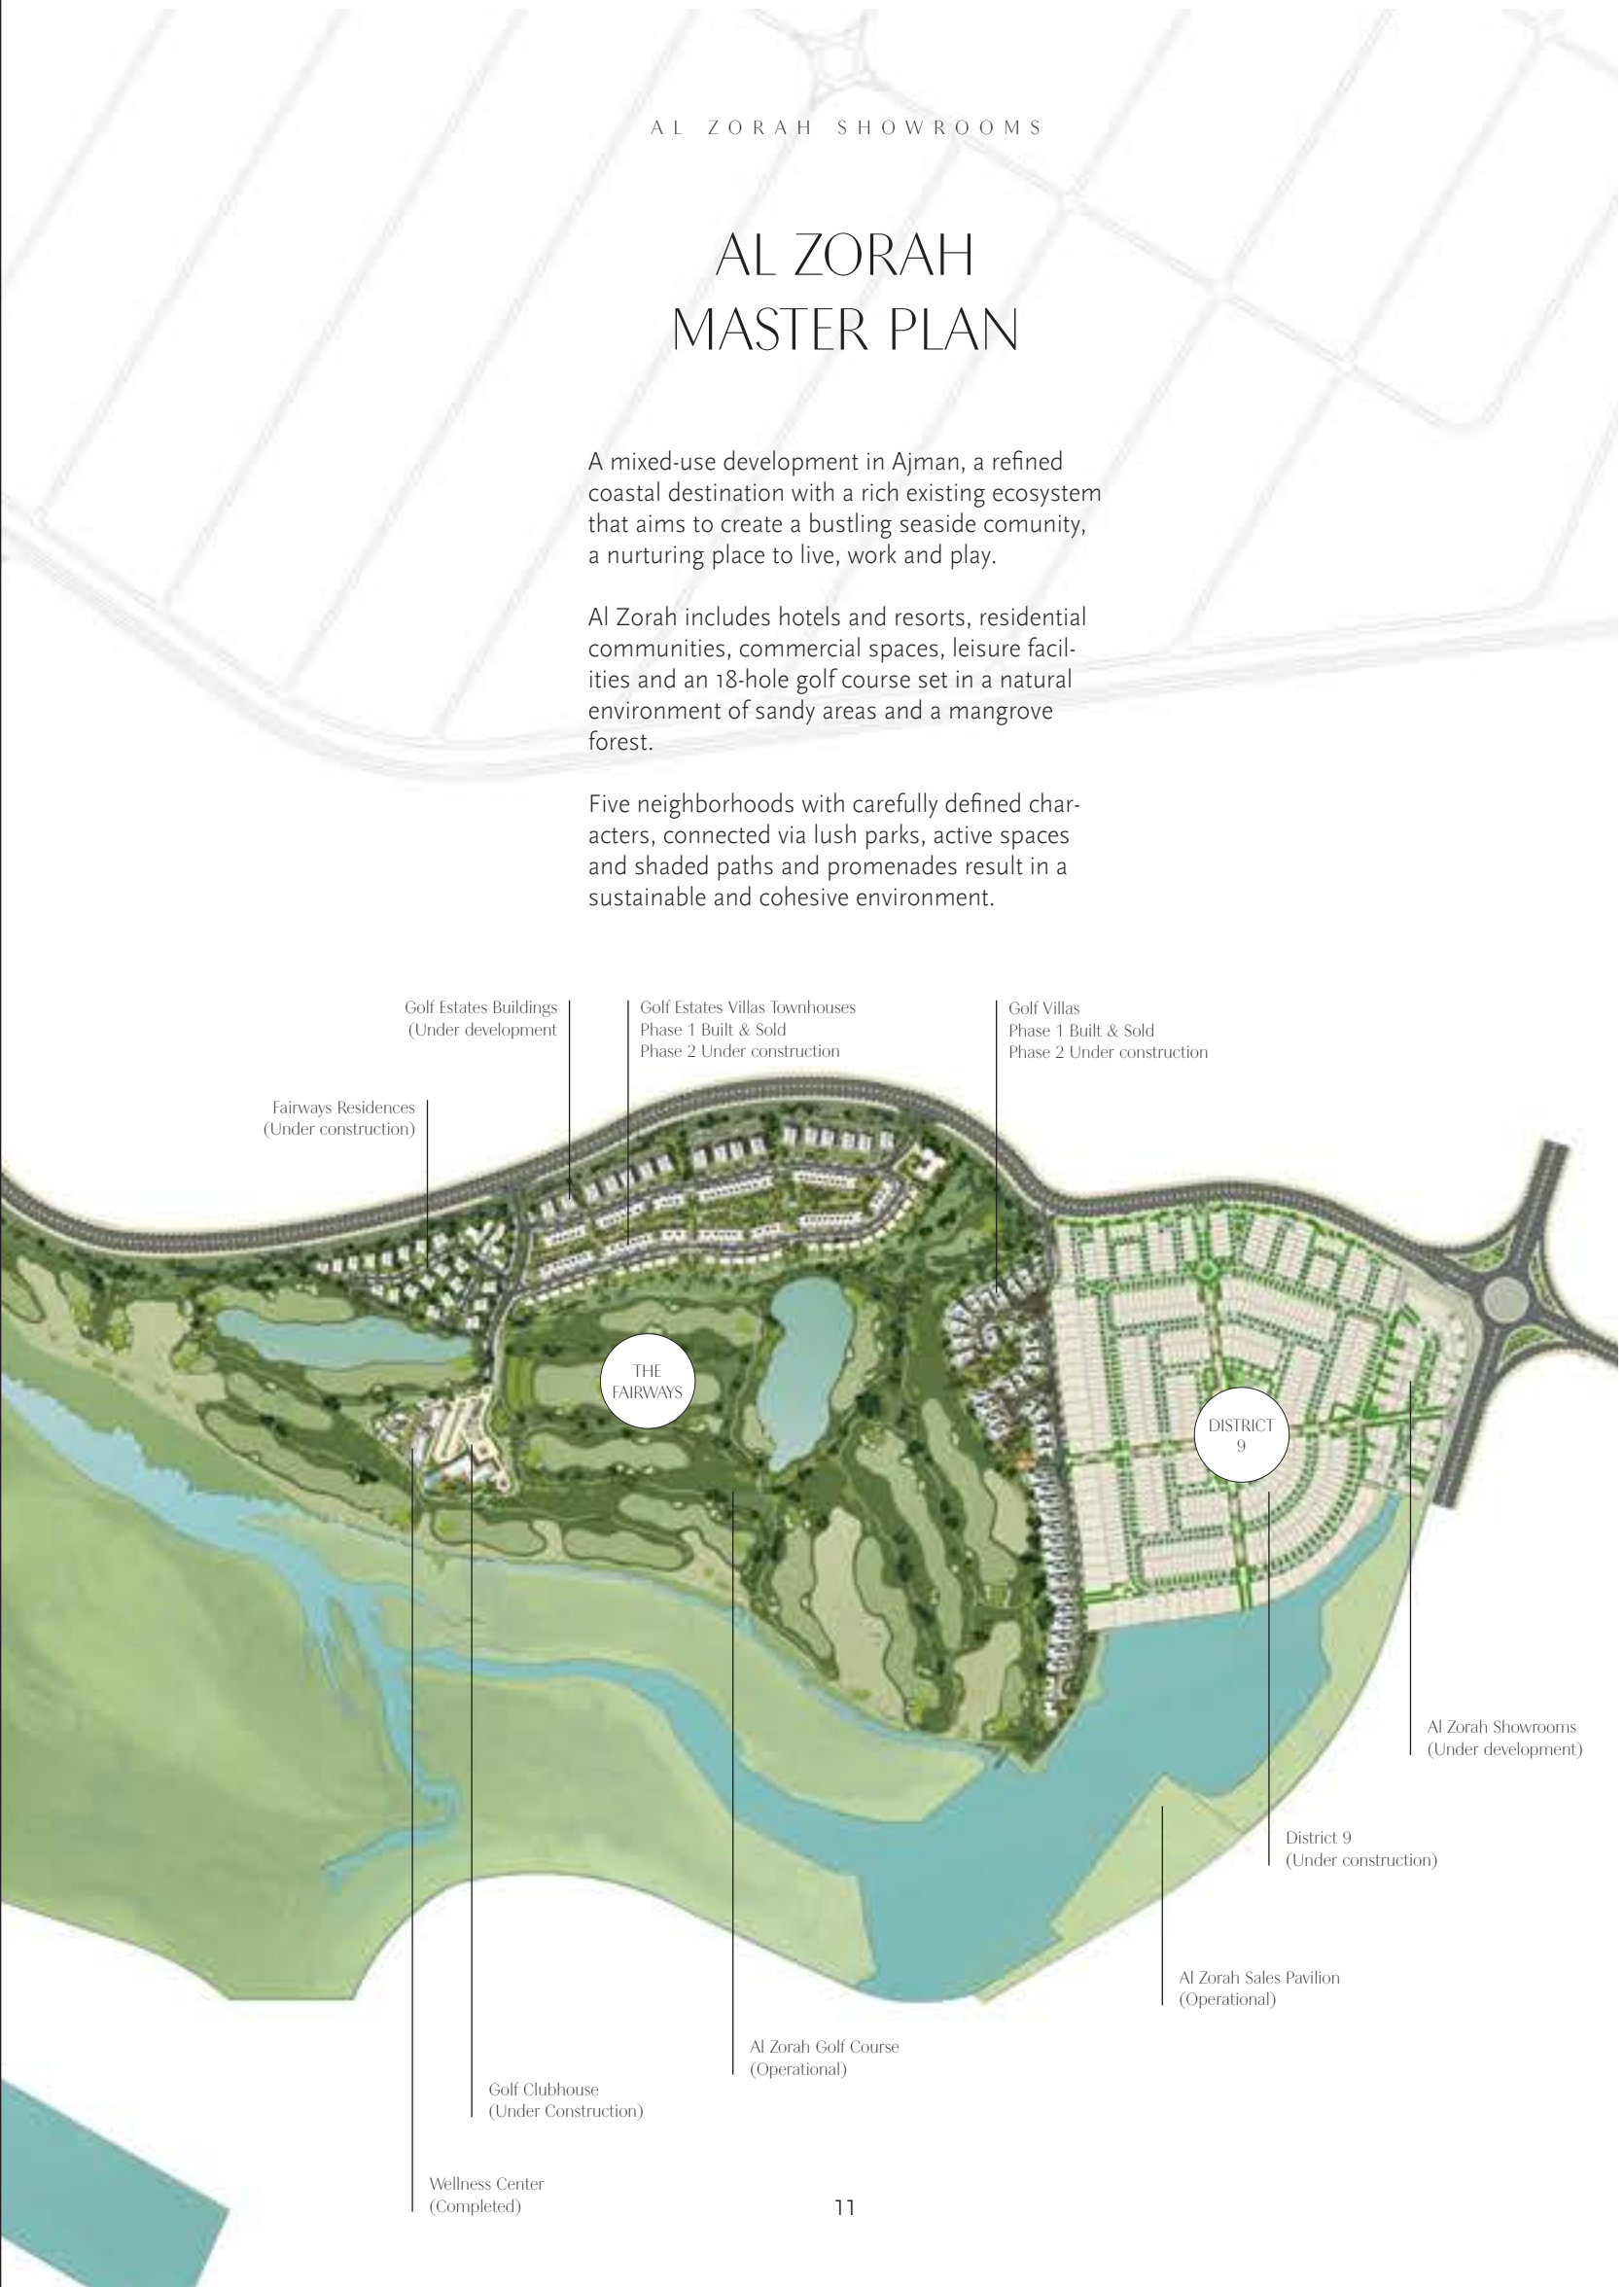 AL ZORAH SHOWROOMS
AL ZORAH
MASTER PLAN
A mixed-use development in Ajman, a refined
coastal destination with a rich existing ecosystem
that aims to create a bustling seaside comunity,
a nurturing place to live, work and play.
Al Zorah includes hotels and resorts, residential
communities, commercial spaces, leisure facil-
ities and an 18-hole golf course set in a natural
environment of sandy areas and a mangrove
forest.
Five neighborhoods with carefully defined char-
acters, connected via lush parks, active spaces
and shaded paths and promenades result in a
sustainable and cohesive environment.
Golf Estates Buildings
(Under development
Golf Estates Villas Townhouses
Phase 1 Built & Sold
Phase 2 Under construction
Golf Villas
Phase 1 Built & Sold
Phase 2 Under construction
Fairways Residences
(Under construction)
THE
FAIRWAYS
DISTRICT
9
Al Zorah Showrooms
(Under development)
District 9
(Under construction)
Al Zorah Sales Pavilion
(Operational)
Al Zorah Golf Course
(Operational)
Golf Clubhouse
(Under Construction)
Wellness Center
(Completed)
11